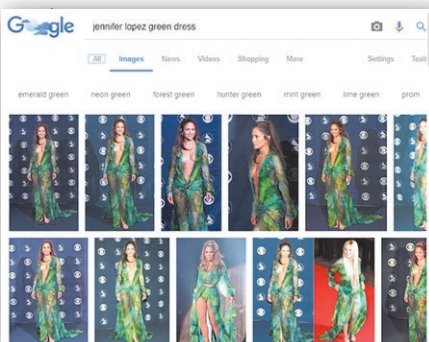 Google jennifer lopez green dress
All Images News Videos Shopping More Settings Tools
emerald green neon green forest green hunter green mint green lime green prom